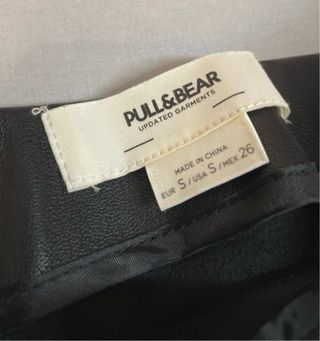 PULL&BEAR
UPDATED GARMENTS
MADE IN CHINA
EUR S/USA S/MEX 26